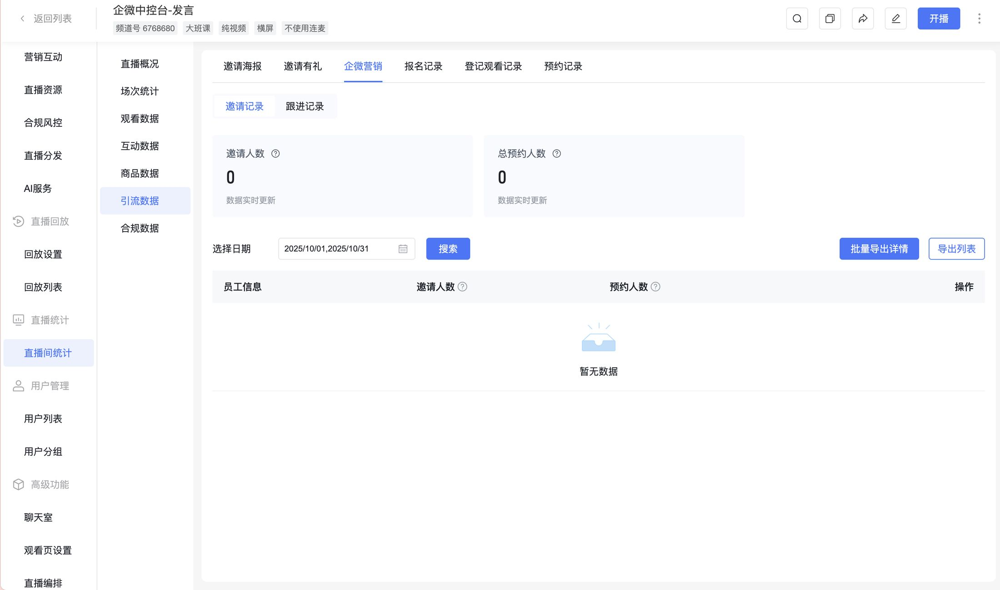 返回列表
企微中控台-发言
频道号 6768680 大班课 纯视频 横屏 不使用连麦
开播
营销互动
直播资源
合规风控
直播分发
AI服务
直播回放
回放设置
回放列表
直播统计
直播间统计
用户管理
用户列表
用户分组
高级功能
聊天室
观看页设置
直播编排
直播概况
场次统计
观看数据
互动数据
商品数据
引流数据
合规数据
邀请海报 邀请有礼 企微营销 报名记录 登记观看记录 预约记录
邀请记录 跟进记录
邀请人数
0
数据实时更新
总预约人数
0
数据实时更新
选择日期 2025/10/01,2025/10/31 搜索 批量导出详情 导出列表
员工信息 邀请人数 预约人数 操作
暂无数据